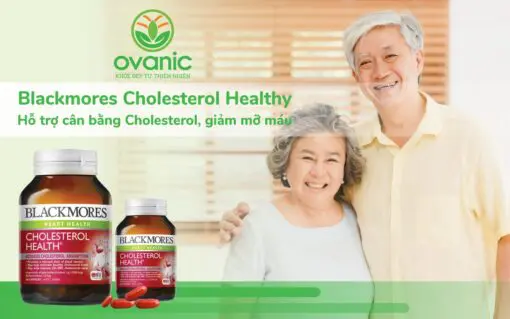 ovanic
KHỎE ĐẸP TỪ THIÊN NHIÊN
Blackmores Cholesterol Healthy
Hỗ trợ cân bằng Cholesterol, giảm mỡ máu
BLACKMORES
HEART HEALTH
CHOLESTEROL
HEALTH
BLACKMORES
CHOLESTEROL
HEALTH